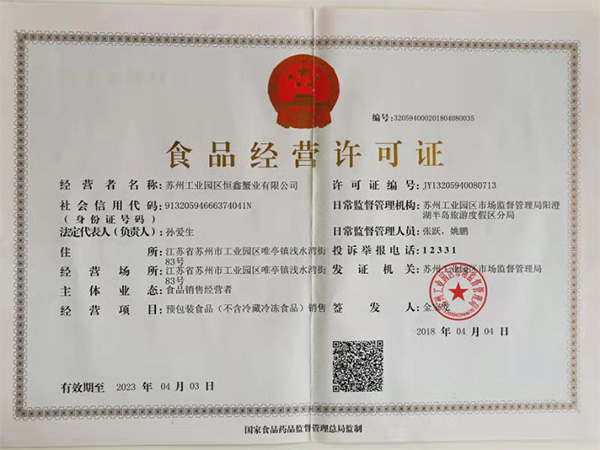 编号:320594000201804080035
食品经营许可证
经营者名称: 苏州工业园区恒鑫蟹业有限公司
社会信用代码: 91320594666374041N
(身份证号码)
法定代表人(负责人): 孙爱生
住所: 江苏省苏州市工业园区唯亭镇浅水湾街
83号
经营场所: 江苏省苏州市工业园区唯亭镇浅水湾街
83号
主体业态: 食品销售经营者
经营项目: 预包装食品(不含冷藏冷冻食品)销售
许可证编号: JY13205940080713
日常监督管理机构: 苏州工业园区市场监督管理局阳澄
湖半岛旅游度假区分局
日常监督管理人员: 张跃,姚鹏
投诉举报电话: 12331
发证机关: 苏州工业园区市场监督管理局
签发人: 金
2018 年 04 月 04 日
有效期至 2023 年 04 月 03 日
国家食品药品监督管理总局监制